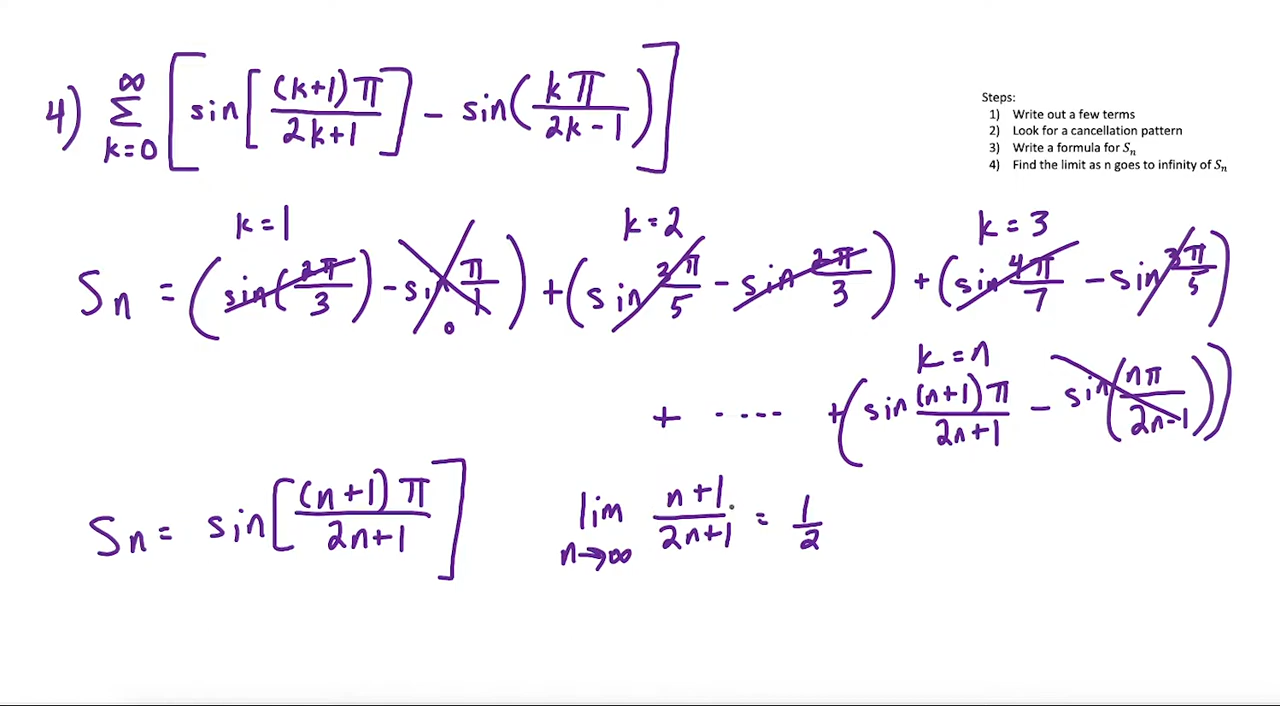 4) ∞ Σ k=0 [ sin[ (k+1)π / 2k+1 ] - sin( kπ / 2k-1 ) ]
Steps:
1) Write out a few terms
2) Look for a cancellation pattern
3) Write a formula for Sn
4) Find the limit as n goes to infinity of Sn
k=1 k=2 k=3
Sn = ( sin( 2π / 3 ) - sin π / 1 ) + ( sin 3π / 5 - sin 2π / 3 ) + ( sin 4π / 7 - sin 3π / 5 )
0
k=n
+ ···· + ( sin (n+1)π / 2n+1 - sin( nπ / 2n-1 ) )
Sn = sin[ (n+1)π / 2n+1 ] lim n→∞ n+1 / 2n+1 = 1 / 2